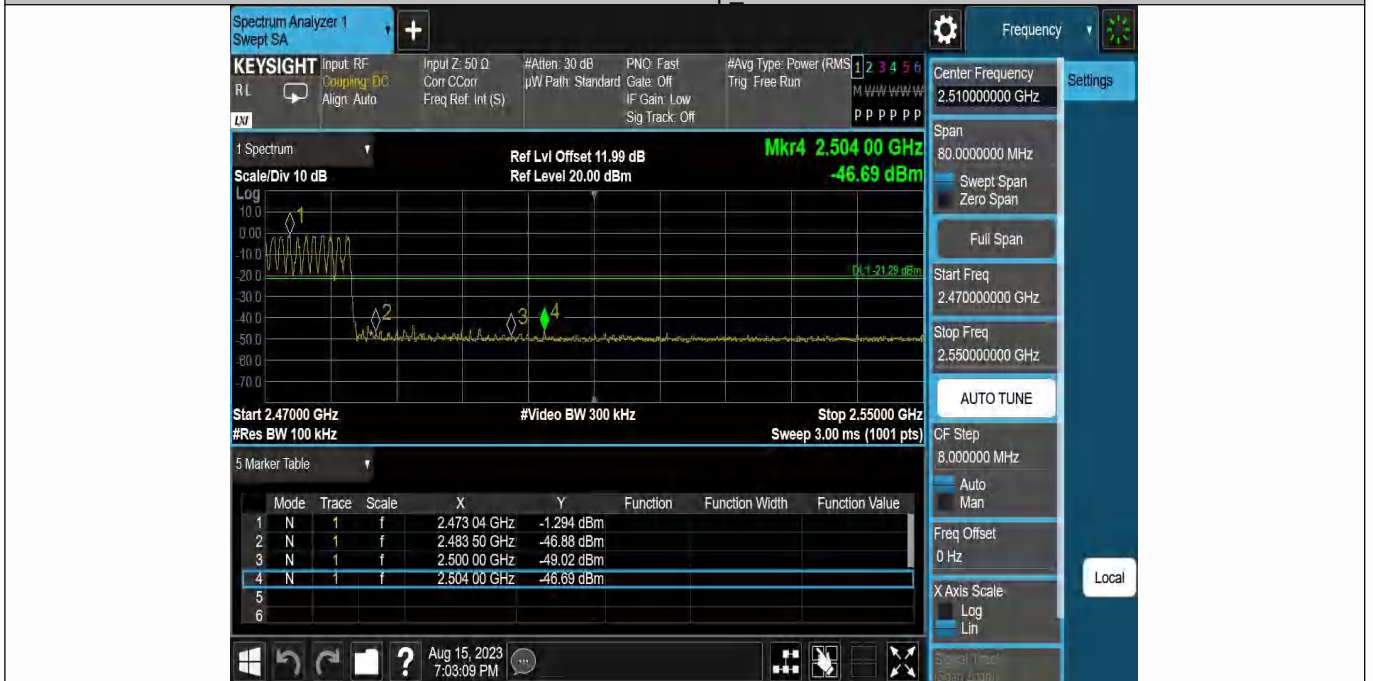 Spectrum Analyzer 1
Swept SA
+
Frequency
KEYSIGHT
RL
LXI
Input: RF
Coupling: DC
Align: Auto
Input Z: 50 Ω
Corr CCorr
Freq Ref: Int (S)
#Atten: 30 dB
µW Path: Standard
PNO: Fast
Gate: Off
IF Gain: Low
Sig Track: Off
#Avg Type: Power (RMS
Trig: Free Run
1 2 3 4 5 6
M W W W W W
P P P P P P
Center Frequency
2.510000000 GHz
Settings
1 Spectrum
Scale/Div 10 dB
Ref Lvl Offset 11.99 dB
Ref Level 20.00 dBm
Mkr4 2.504 00 GHz
-46.69 dBm
Log
10.0
0.00
-10.0
-20.0
-30.0
-40.0
-50.0
-60.0
-70.0
1
2
3
4
DL1 -21.29 dBm
Start 2.47000 GHz
#Res BW 100 kHz
#Video BW 300 kHz
Stop 2.55000 GHz
Sweep 3.00 ms (1001 pts)
Span
80.0000000 MHz
Swept Span
Zero Span
Full Span
Start Freq
2.470000000 GHz
Stop Freq
2.550000000 GHz
AUTO TUNE
CF Step
8.000000 MHz
Auto
Man
Freq Offset
0 Hz
X Axis Scale
Log
Lin
Signal Track
(Span Zoom)
Local
5 Marker Table
Mode Trace Scale X Y Function Function Width Function Value
1 N 1 f 2.473 04 GHz -1.294 dBm
2 N 1 f 2.483 50 GHz -46.88 dBm
3 N 1 f 2.500 00 GHz -49.02 dBm
4 N 1 f 2.504 00 GHz -46.69 dBm
5
6
?
Aug 15, 2023
7:03:09 PM